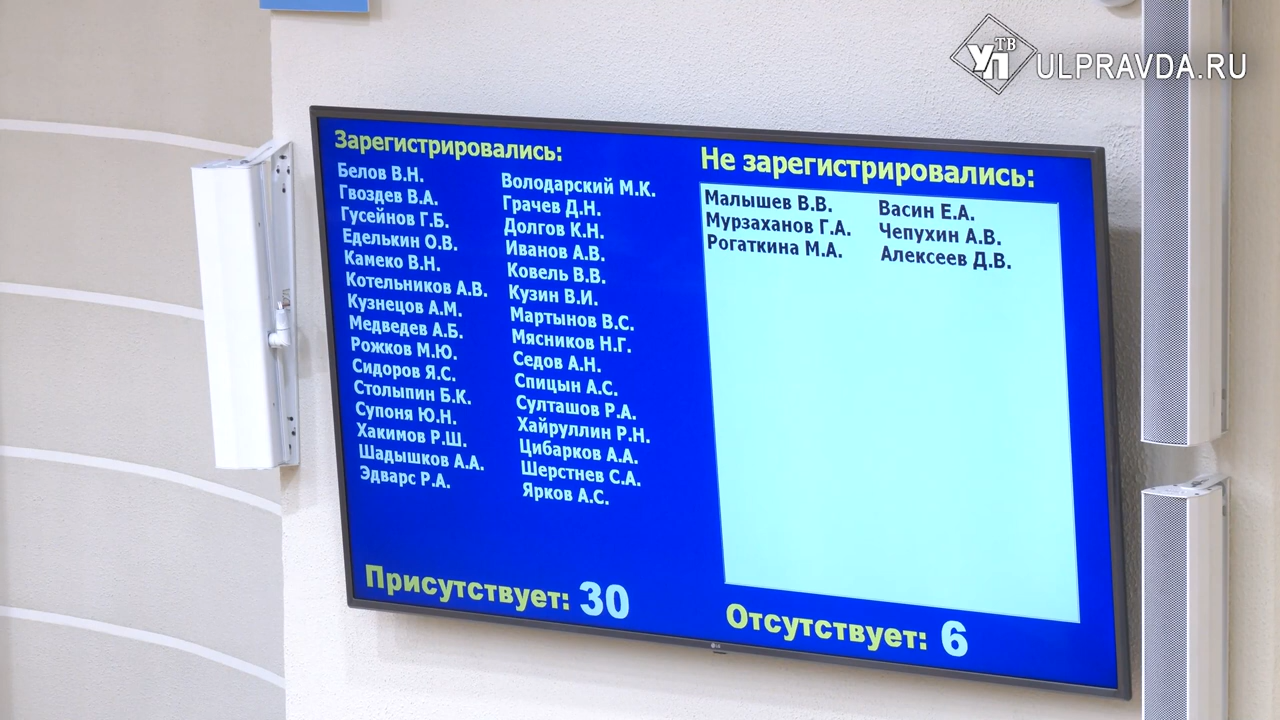 УП ТВ
ULPRAVDA.RU
Зарегистрировались:
Белов В.Н.
Гвоздев В.А.
Гусейнов Г.Б.
Еделькин О.В.
Камеко В.Н.
Котельников А.В.
Кузнецов А.М.
Медведев А.Б.
Рожков М.Ю.
Сидоров Я.С.
Столыпин Б.К.
Супоня Ю.Н.
Хакимов Р.Ш.
Шадышков А.А.
Эдварс Р.А.
Володарский М.К.
Грачев Д.Н.
Долгов К.Н.
Иванов А.В.
Ковель В.В.
Кузин В.И.
Мартынов В.С.
Мясников Н.Г.
Седов А.Н.
Спицын А.С.
Султашов Р.А.
Хайруллин Р.Н.
Цибарков А.А.
Шерстнев С.А.
Ярков А.С.
Присутствует: 30
Не зарегистрировались:
Малышев В.В.
Мурзаханов Г.А.
Рогаткина М.А.
Васин Е.А.
Чепухин А.В.
Алексеев Д.В.
Отсутствует: 6
LG